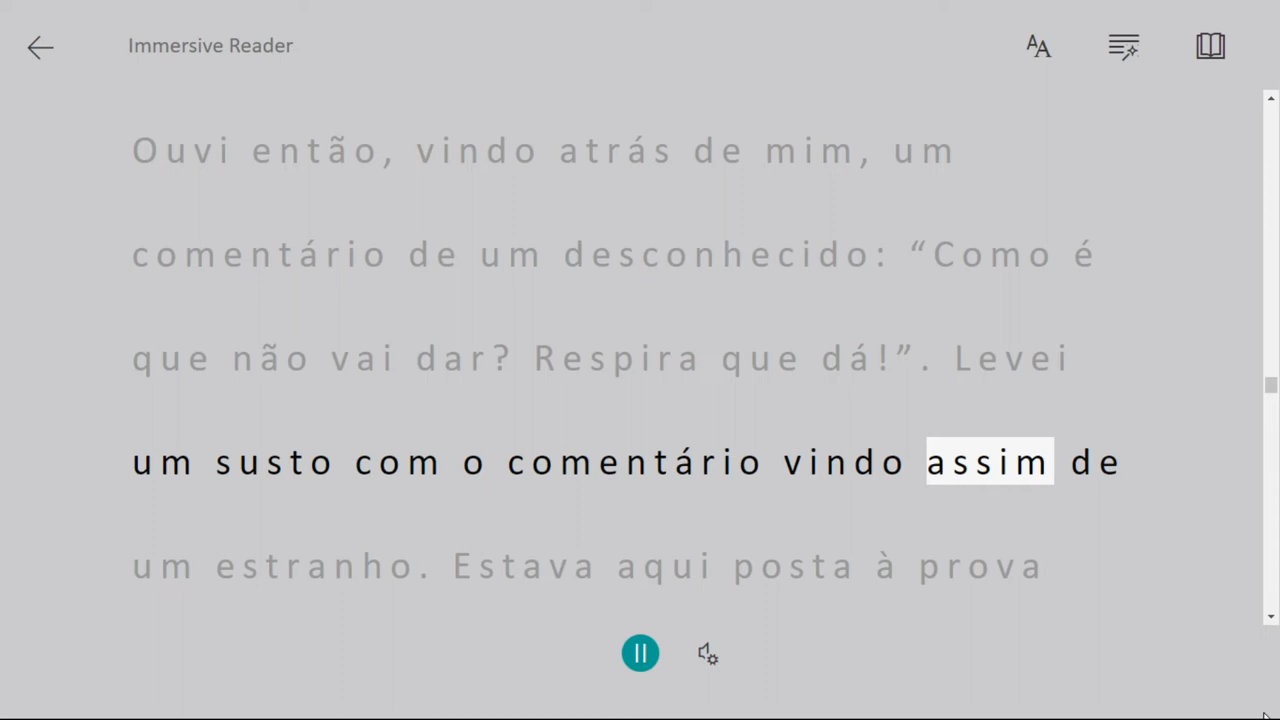 Immersive Reader
Ouvi então, vindo atrás de mim, um
comentário de um desconhecido: “Como é
que não vai dar? Respira que dá!”. Levei
um susto com o comentário vindo assim de
um estranho. Estava aqui posta à prova